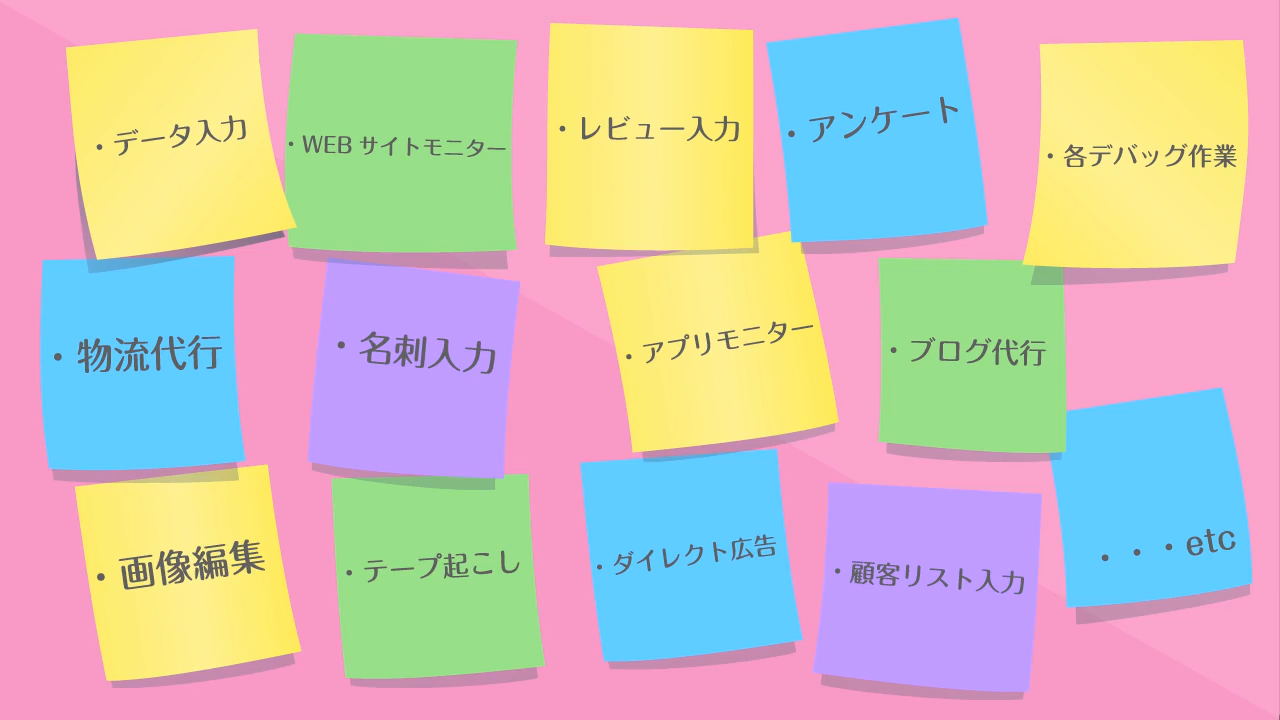 ・データ入力
・WEB サイトモニター
・レビュー入力
・アンケート
・各デバッグ作業
・物流代行
・名刺入力
・アプリモニター
・ブログ代行
・画像編集
・テープ起こし
・ダイレクト広告
・顧客リスト入力
・・・etc